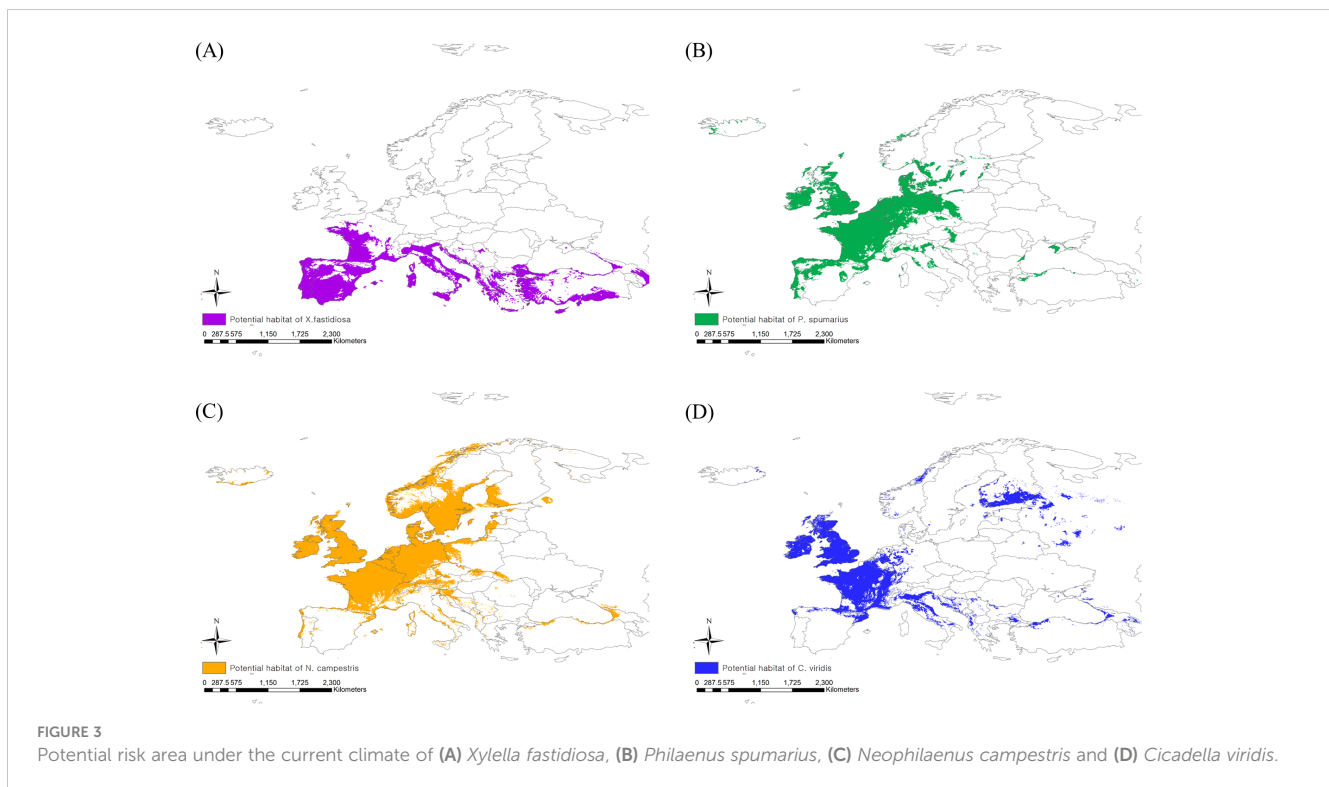 (A)
N
Potential habitat of X.fastidiosa
0 287.5 575 1,150 1,725 2,300
Kilometers
(B)
N
Potential habitat of P. spumarius
0 287.5 575 1,150 1,725 2,300
Kilometers
(C)
N
Potential habitat of N. campestris
0 287.5 575 1,150 1,725 2,300
Kilometers
(D)
N
Potential habitat of C. viridis
0 287.5 575 1,150 1,725 2,300
Kilometers
FIGURE 3
Potential risk area under the current climate of (A) Xylella fastidiosa, (B) Philaenus spumarius, (C) Neophilaenus campestris and (D) Cicadella viridis.